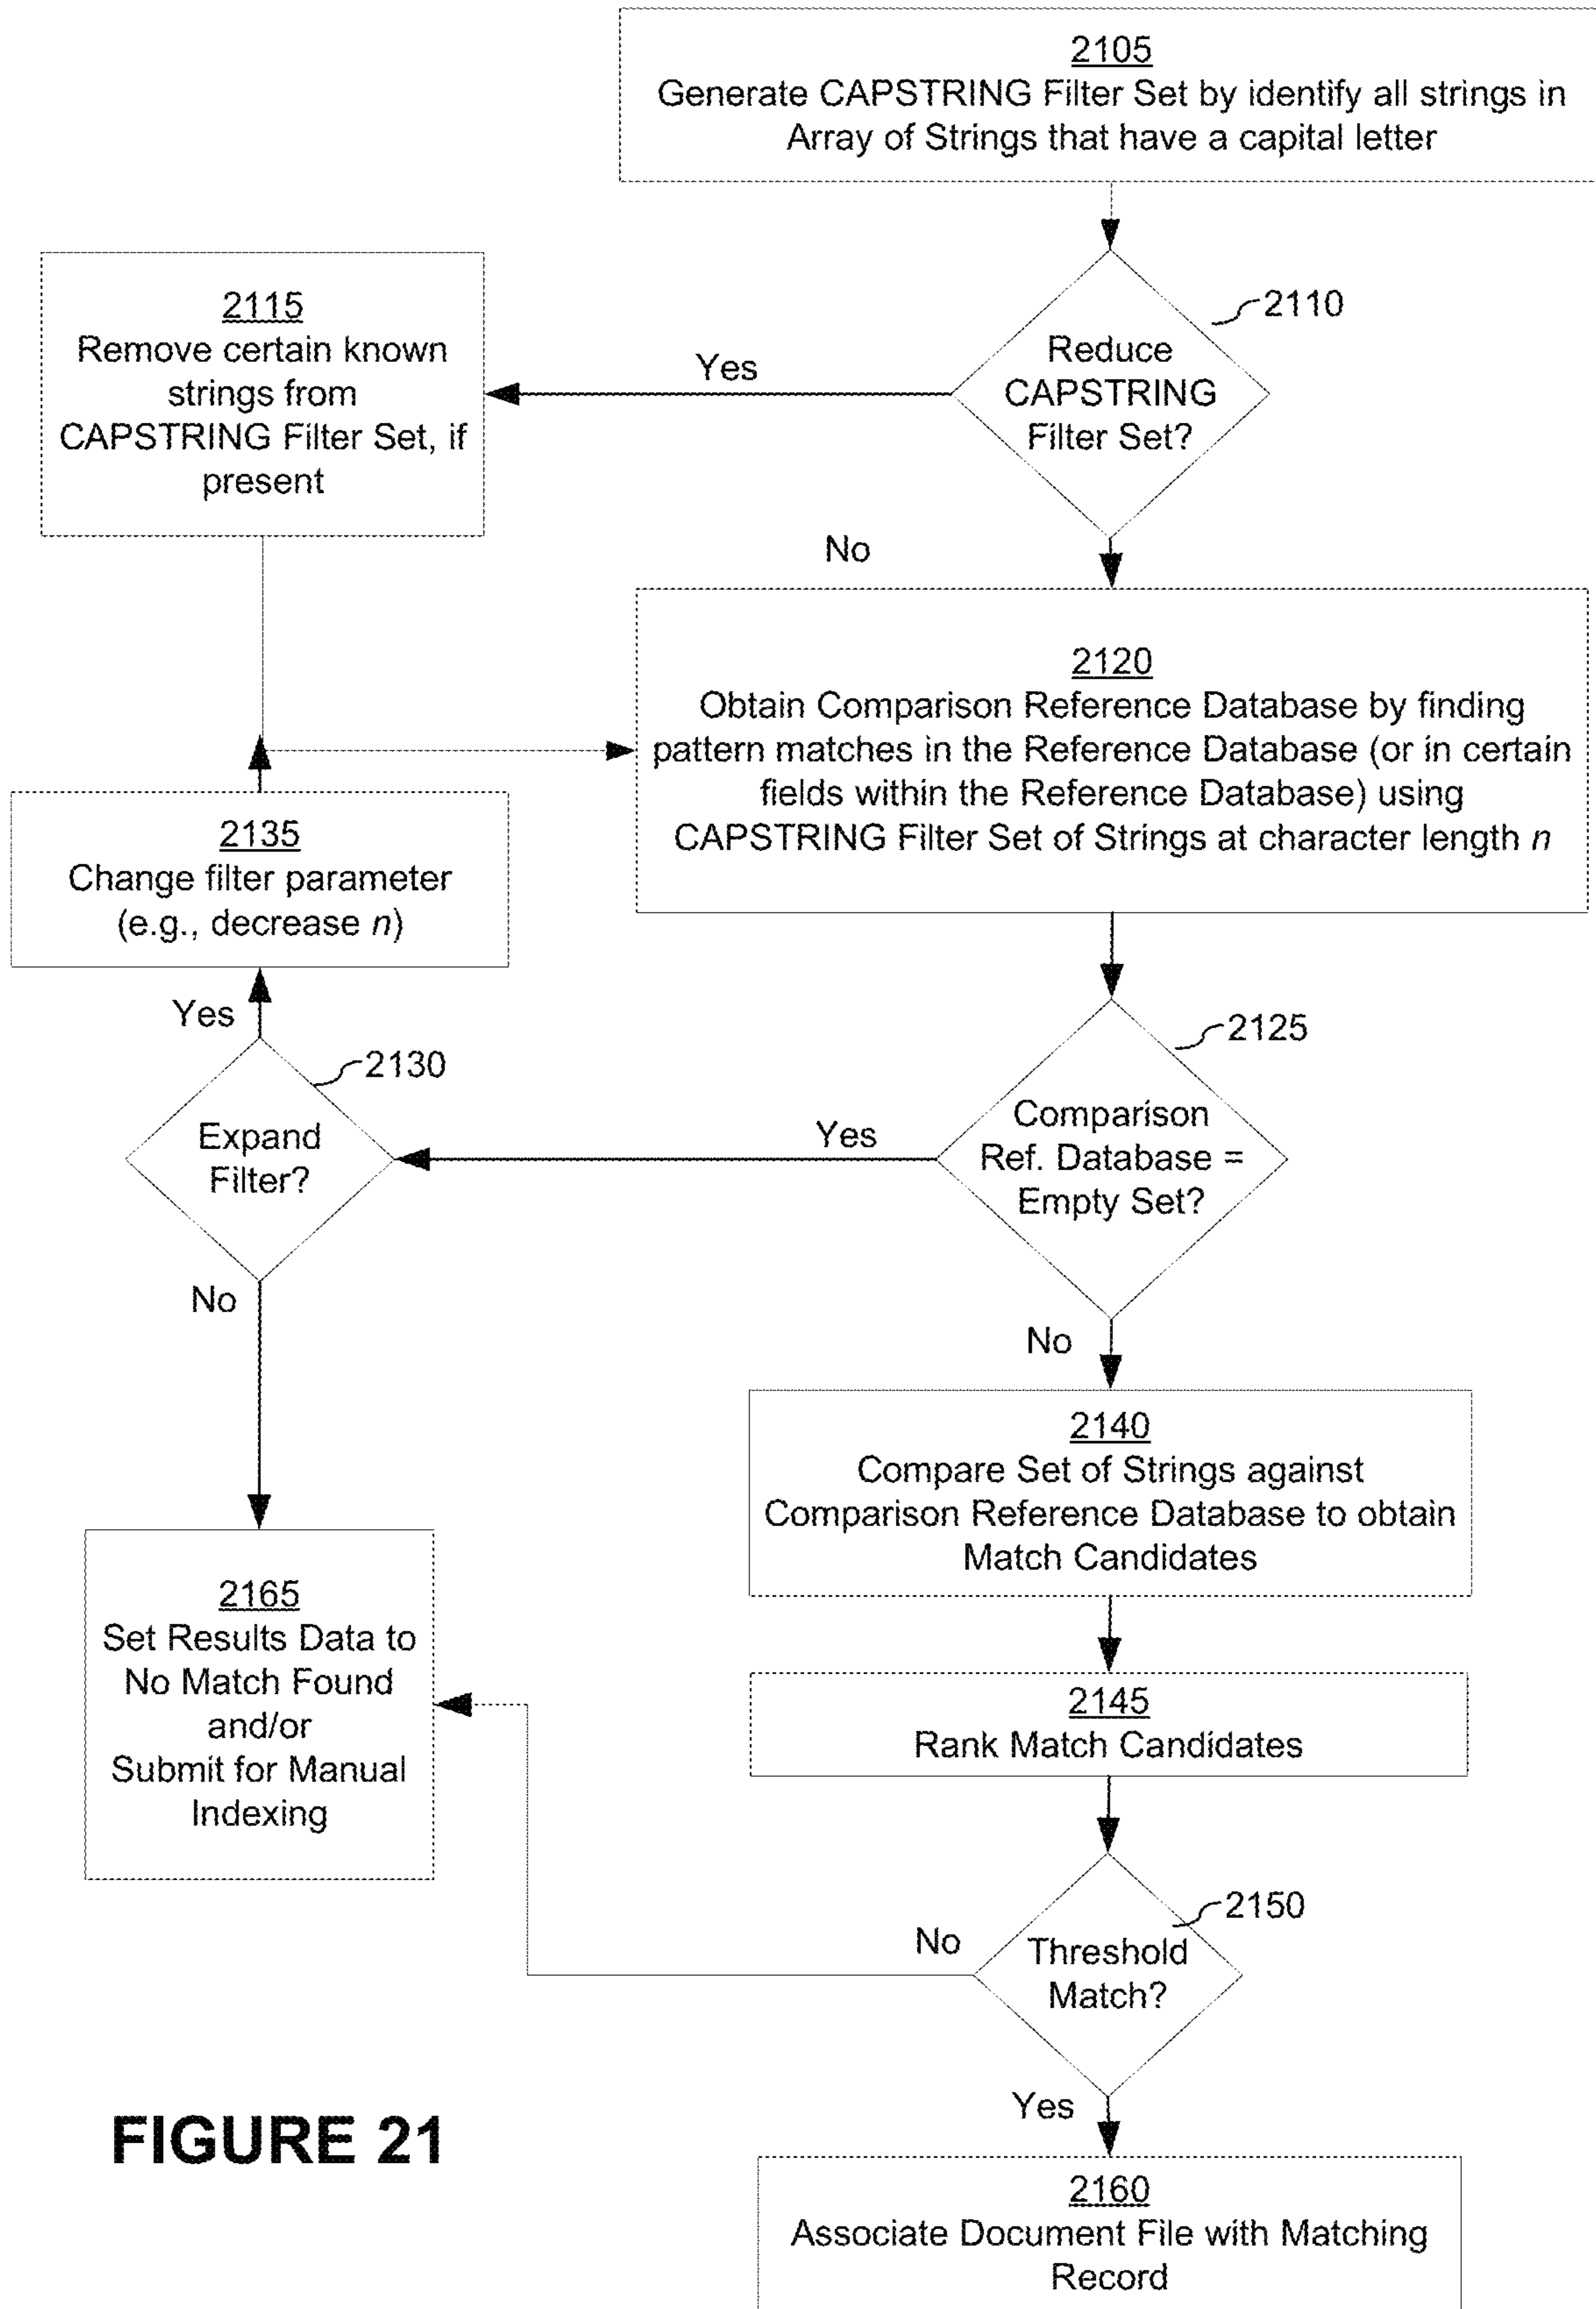 2105
Generate CAPSTRING Filter Set by identify all strings in
Array of Strings that have a capital letter
2110
Reduce
CAPSTRING
Filter Set?
Yes
No
2115
Remove certain known
strings from
CAPSTRING Filter Set, if
present
2120
Obtain Comparison Reference Database by finding
pattern matches in the Reference Database (or in certain
fields within the Reference Database) using
CAPSTRING Filter Set of Strings at character length n
2135
Change filter parameter
(e.g., decrease n)
Yes
2130
Expand
Filter?
No
2125
Comparison
Ref. Database =
Empty Set?
Yes
No
2140
Compare Set of Strings against
Comparison Reference Database to obtain
Match Candidates
2165
Set Results Data to
No Match Found
and/or
Submit for Manual
Indexing
2145
Rank Match Candidates
2150
Threshold
Match?
No
Yes
2160
Associate Document File with Matching
Record
FIGURE 21